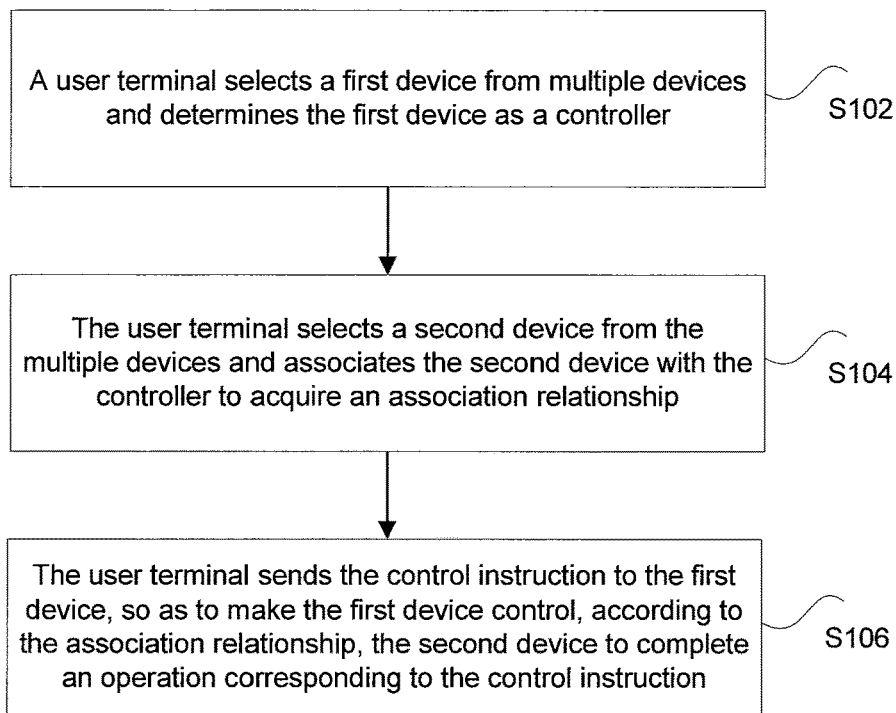 A user terminal selects a first device from multiple devices
and determines the first device as a controller
S102
The user terminal selects a second device from the
multiple devices and associates the second device with the
controller to acquire an association relationship
S104
The user terminal sends the control instruction to the first
device, so as to make the first device control, according to
the association relationship, the second device to complete
an operation corresponding to the control instruction
S106